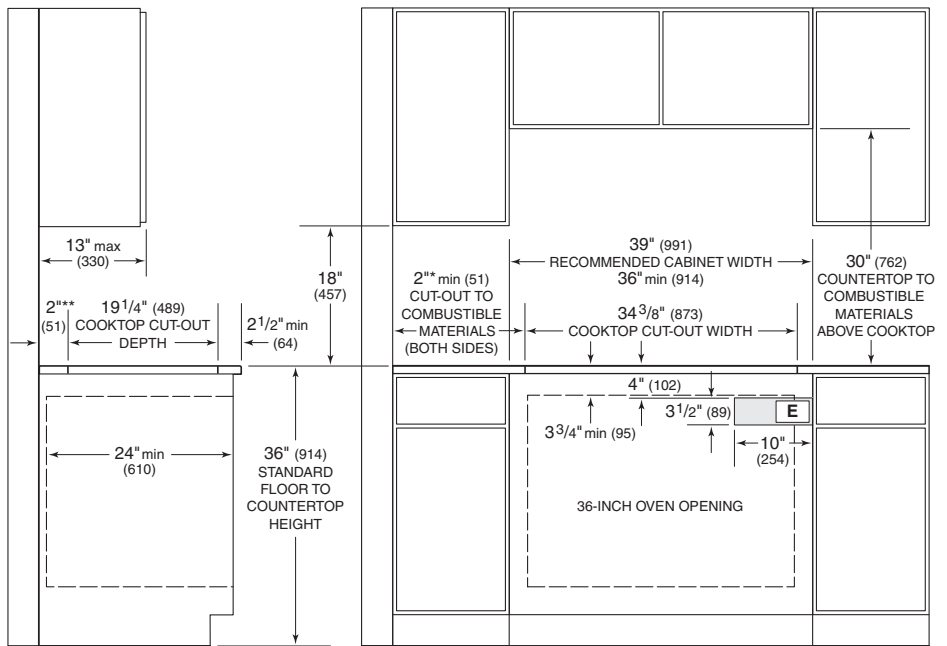 13" max
(330)
2"**
(51)
19 1/4" (489)
COOKTOP CUT-OUT
DEPTH
2 1/2" min
(64)
18"
(457)
24" min
(610)
36" (914)
STANDARD
FLOOR TO
COUNTERTOP
HEIGHT
39" (991)
RECOMMENDED CABINET WIDTH
36" min (914)
2"* min (51)
CUT-OUT TO
COMBUSTIBLE
MATERIALS
(BOTH SIDES)
34 3/8" (873)
COOKTOP CUT-OUT WIDTH
30" (762)
COUNTERTOP TO
COMBUSTIBLE
MATERIALS
ABOVE COOKTOP
4" (102)
3 1/2" (89)
E
3 3/4" min (95)
10"
(254)
36-INCH OVEN OPENING